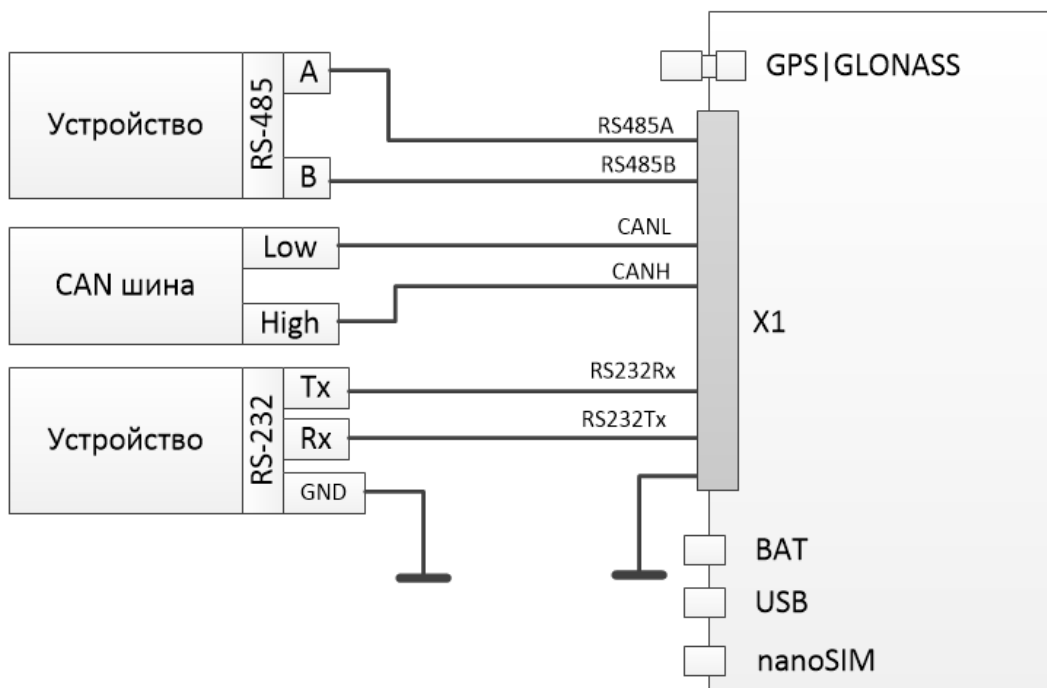 GPS|GLONASS
Устройство
RS-485
A
B
RS485A
RS485B
CAN шина
Low
High
CANL
CANH
X1
Устройство
RS-232
Tx
Rx
GND
RS232Rx
RS232Tx
BAT
USB
nanoSIM